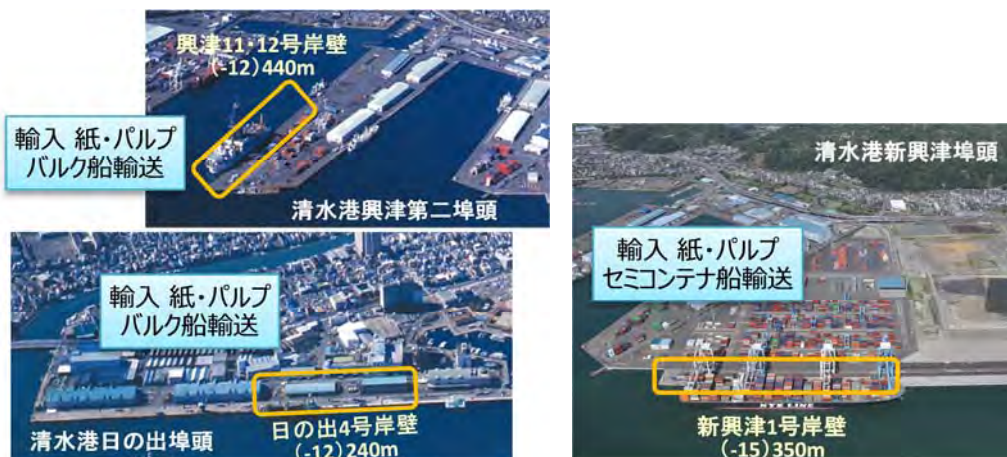 興津11・12号岸壁
(-12)440m
輸入 紙・パルプ
バルク船輸送
清水港興津第二埠頭
輸入 紙・パルプ
バルク船輸送
清水港日の出埠頭
日の出4号岸壁
(-12)240m
清水港新興津埠頭
輸入 紙・パルプ
セミコンテナ船輸送
NYK LINE
新興津1号岸壁
(-15)350m